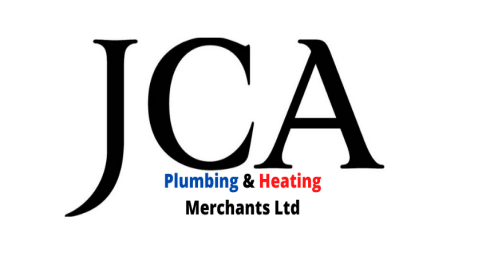 JCA
Plumbing & Heating
Merchants Ltd